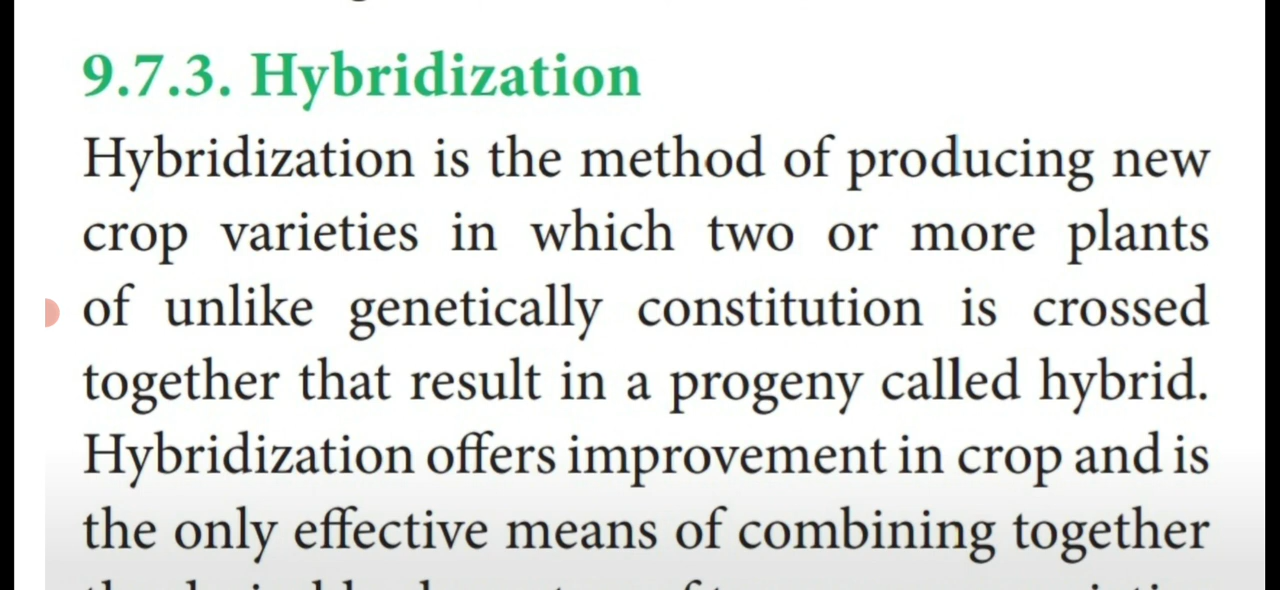 9.7.3. Hybridization
Hybridization is the method of producing new
crop varieties in which two or more plants
of unlike genetically constitution is crossed
together that result in a progeny called hybrid.
Hybridization offers improvement in crop and is
the only effective means of combining together